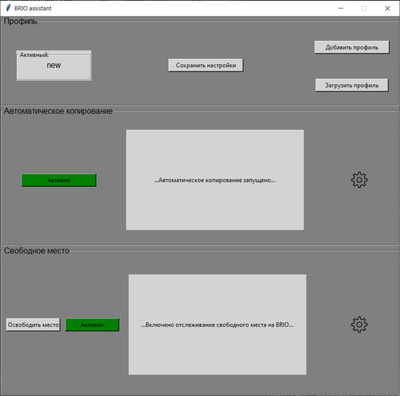 BRIO assistant
Профиль
Активный:
new
Сохранить настройки
Добавить профиль
Загрузить профиль
Автоматическое копирование
Активно
...Автоматическое копирование запущено...
Свободное место
Освободить место
Активно
...Включено отслеживание свободного места на BRIO...